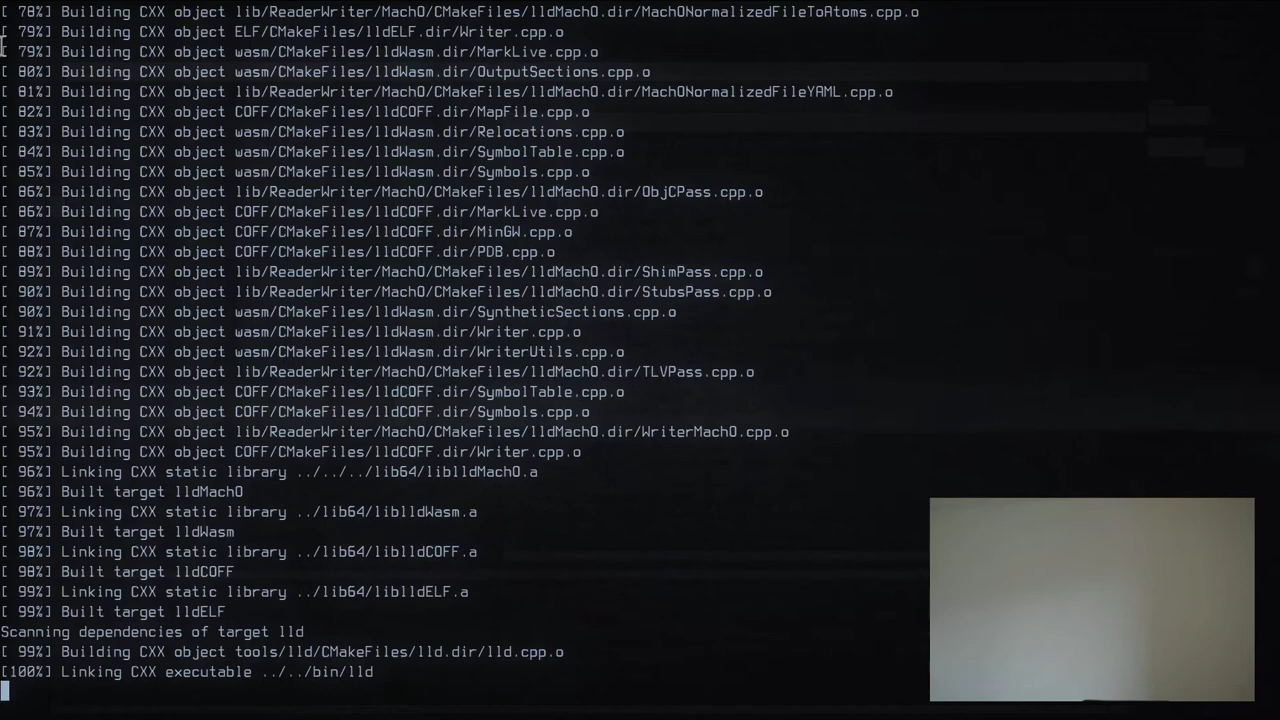 [ 78%] Building CXX object lib/ReaderWriter/MachO/CMakeFiles/lldMachO.dir/MachONormalizedFileToAtoms.cpp.o
[ 79%] Building CXX object ELF/CMakeFiles/lldELF.dir/Writer.cpp.o
[ 79%] Building CXX object wasm/CMakeFiles/lldWasm.dir/MarkLive.cpp.o
[ 80%] Building CXX object wasm/CMakeFiles/lldWasm.dir/OutputSections.cpp.o
[ 81%] Building CXX object lib/ReaderWriter/MachO/CMakeFiles/lldMachO.dir/MachONormalizedFileYAML.cpp.o
[ 82%] Building CXX object COFF/CMakeFiles/lldCOFF.dir/MapFile.cpp.o
[ 83%] Building CXX object wasm/CMakeFiles/lldWasm.dir/Relocations.cpp.o
[ 84%] Building CXX object wasm/CMakeFiles/lldWasm.dir/SymbolTable.cpp.o
[ 85%] Building CXX object wasm/CMakeFiles/lldWasm.dir/Symbols.cpp.o
[ 86%] Building CXX object lib/ReaderWriter/MachO/CMakeFiles/lldMachO.dir/ObjCPass.cpp.o
[ 86%] Building CXX object COFF/CMakeFiles/lldCOFF.dir/MarkLive.cpp.o
[ 87%] Building CXX object COFF/CMakeFiles/lldCOFF.dir/MinGW.cpp.o
[ 88%] Building CXX object COFF/CMakeFiles/lldCOFF.dir/PDB.cpp.o
[ 89%] Building CXX object lib/ReaderWriter/MachO/CMakeFiles/lldMachO.dir/ShimPass.cpp.o
[ 90%] Building CXX object lib/ReaderWriter/MachO/CMakeFiles/lldMachO.dir/StubsPass.cpp.o
[ 90%] Building CXX object wasm/CMakeFiles/lldWasm.dir/SyntheticSections.cpp.o
[ 91%] Building CXX object wasm/CMakeFiles/lldWasm.dir/Writer.cpp.o
[ 92%] Building CXX object wasm/CMakeFiles/lldWasm.dir/WriterUtils.cpp.o
[ 92%] Building CXX object lib/ReaderWriter/MachO/CMakeFiles/lldMachO.dir/TLVPass.cpp.o
[ 93%] Building CXX object COFF/CMakeFiles/lldCOFF.dir/SymbolTable.cpp.o
[ 94%] Building CXX object COFF/CMakeFiles/lldCOFF.dir/Symbols.cpp.o
[ 95%] Building CXX object lib/ReaderWriter/MachO/CMakeFiles/lldMachO.dir/WriterMachO.cpp.o
[ 95%] Building CXX object COFF/CMakeFiles/lldCOFF.dir/Writer.cpp.o
[ 96%] Linking CXX static library ../../../lib64/liblldMachO.a
[ 96%] Built target lldMachO
[ 97%] Linking CXX static library ../lib64/liblldWasm.a
[ 97%] Built target lldWasm
[ 98%] Linking CXX static library ../lib64/liblldCOFF.a
[ 98%] Built target lldCOFF
[ 99%] Linking CXX static library ../lib64/liblldELF.a
[ 99%] Built target lldELF
Scanning dependencies of target lld
[ 99%] Building CXX object tools/lld/CMakeFiles/lld.dir/lld.cpp.o
[100%] Linking CXX executable ../../bin/lld